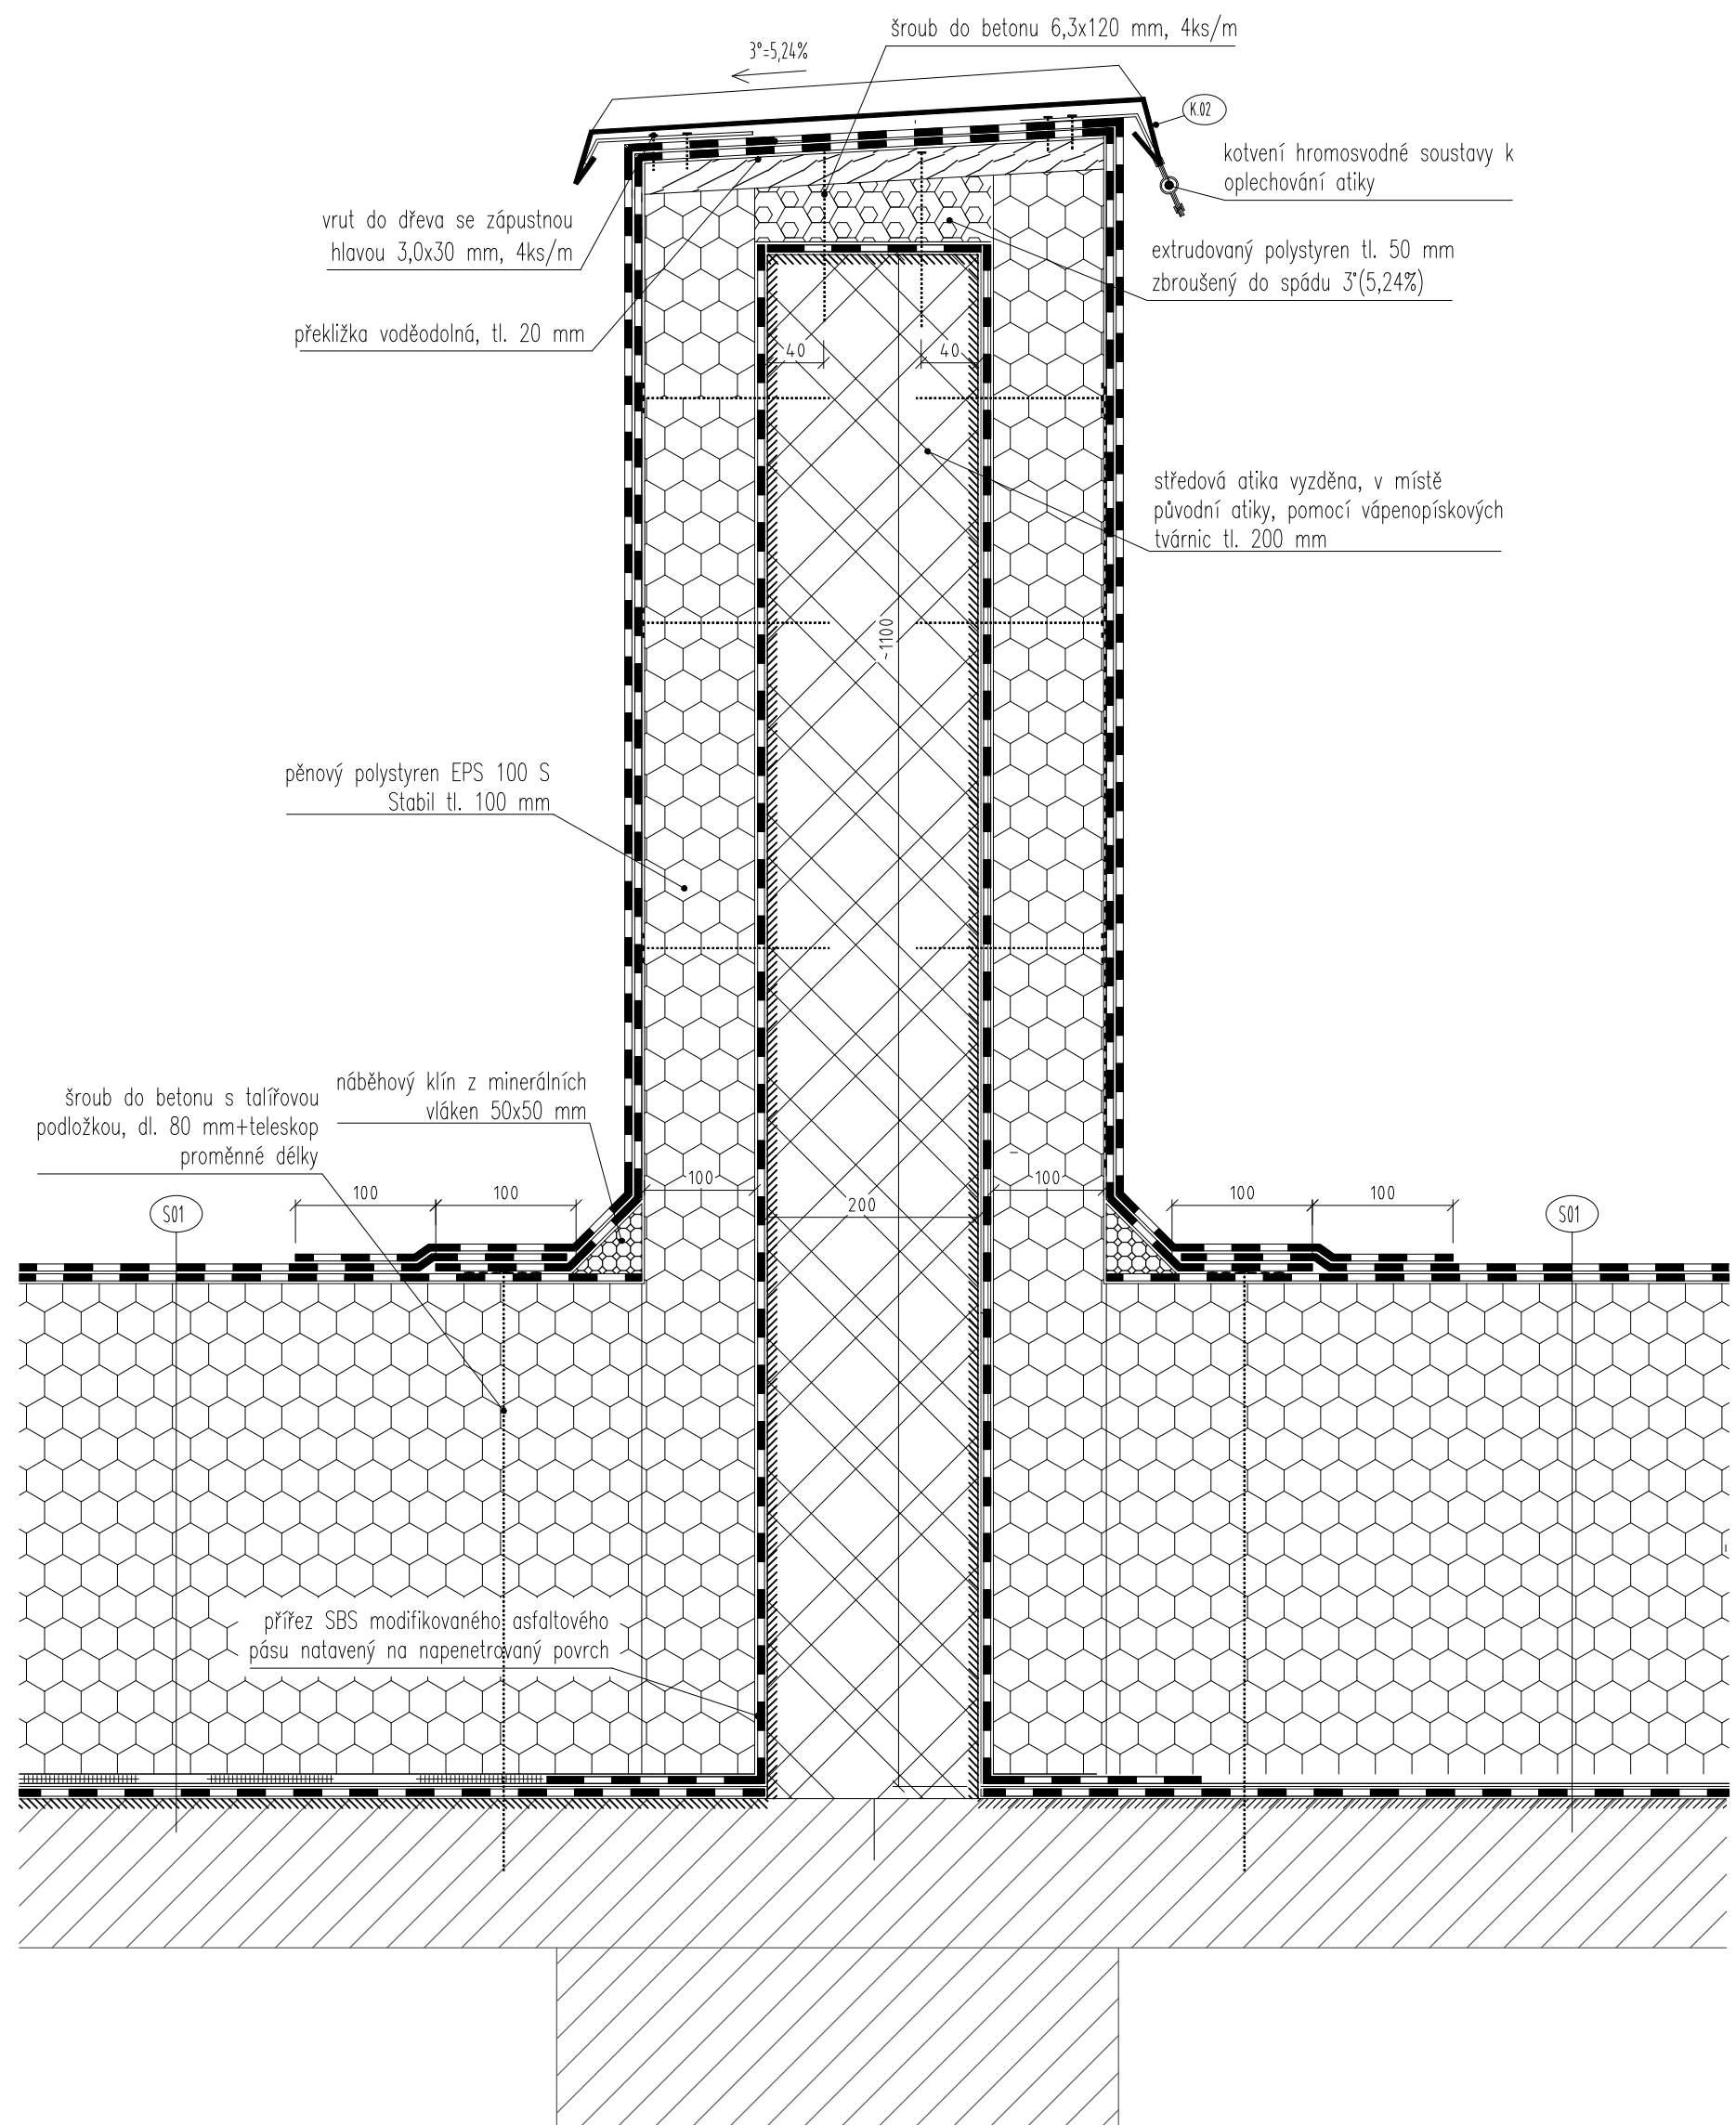 šroub do betonu 6,3x120 mm, 4ks/m
3°=5,24%
K.02
kotvení hromosvodné soustavy k
oplechování atiky
vrut do dřeva se zápustnou
hlavou 3,0x30 mm, 4ks/m
extrudovaný polystyren tl. 50 mm
zbroušený do spádu 3°(5,24%)
překližka voděodolná, tl. 20 mm
40
40
středová atika vyzděna, v místě
původní atiky, pomocí vápenopískových
tvárnic tl. 200 mm
~1100
pěnový polystyren EPS 100 S
Stabil tl. 100 mm
náběhový klín z minerálních
vláken 50x50 mm
šroub do betonu s talířovou
podložkou, dl. 80 mm+teleskop
proměnné délky
100
100
100
200
100
100
100
S01
S01
přířez SBS modifikovaného asfaltového
pásu natavený na napenetrovaný povrch